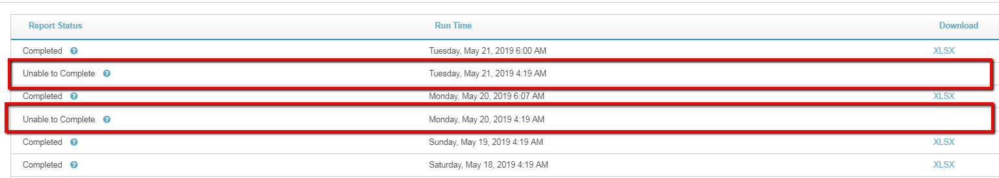 Report Status Run Time Download
Completed ? Tuesday, May 21, 2019 6:00 AM XLSX
Unable to Complete ? Tuesday, May 21, 2019 4:19 AM
Completed ? Monday, May 20, 2019 6:07 AM XLSX
Unable to Complete ? Monday, May 20, 2019 4:19 AM
Completed ? Sunday, May 19, 2019 4:19 AM XLSX
Completed ? Saturday, May 18, 2019 4:19 AM XLSX